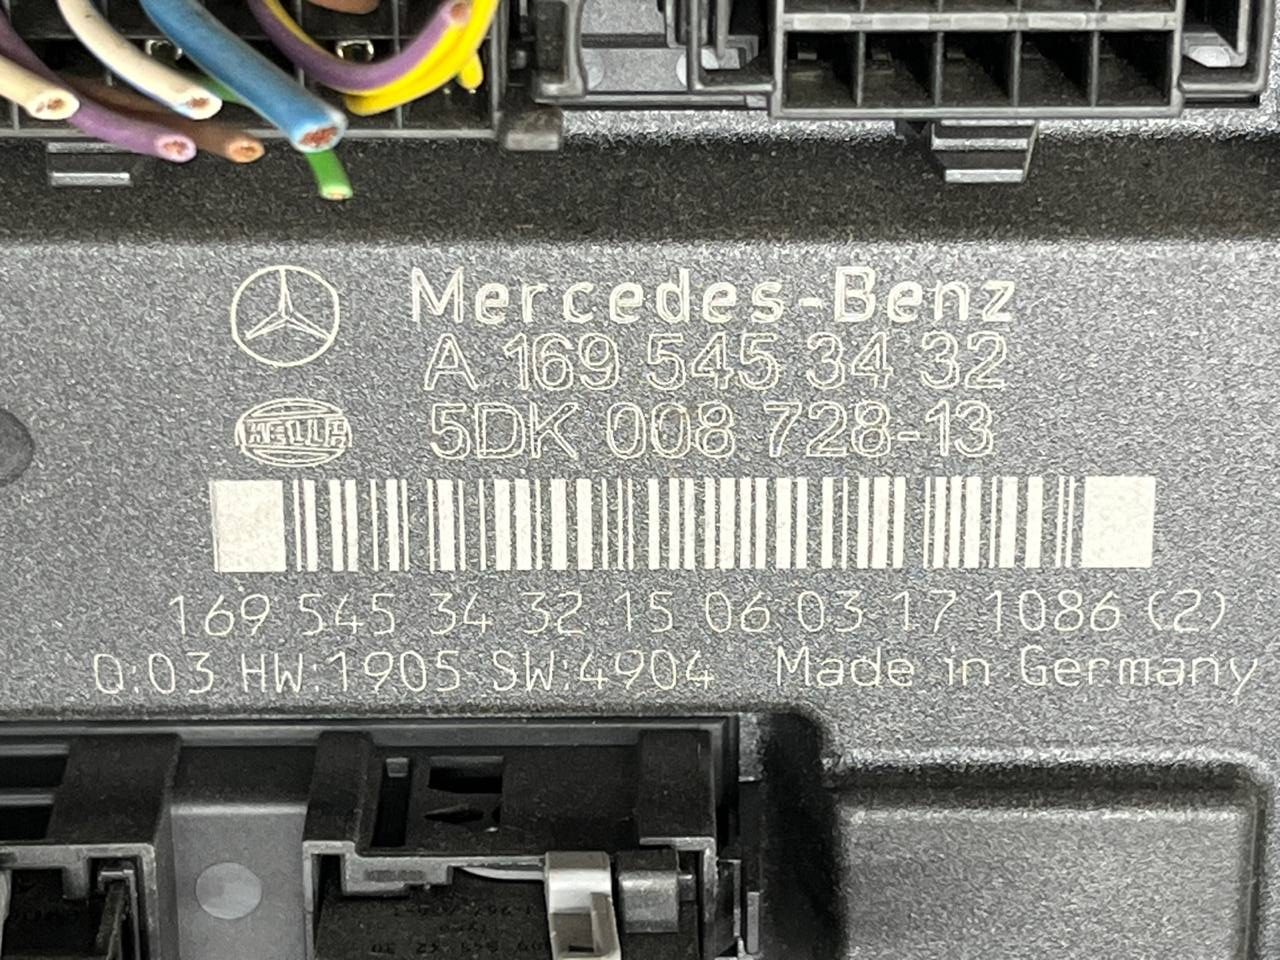 Mercedes-Benz
A 169 545 34 32
HELLA
5DK 008 728-13
169 545 34 32 15 06 03 17 1086 (2)
Q:03 HW:1905 SW:4904 Made in Germany